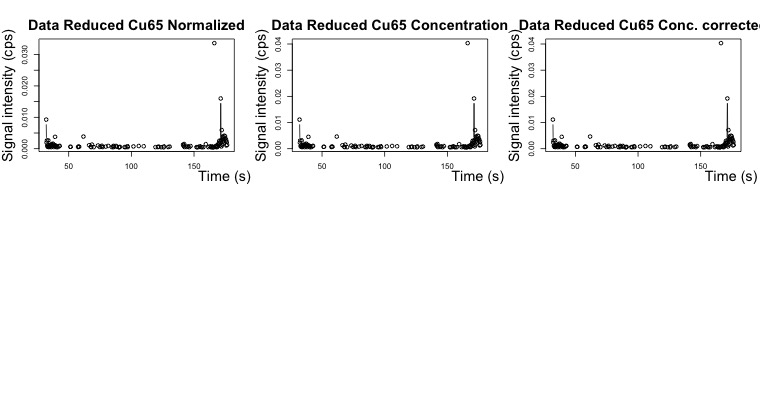 Data Reduced Cu65 Normalized
Signal intensity (cps)
0.000
0.010
0.020
0.030
50
100
150
Time (s)
Data Reduced Cu65 Concentration
Signal intensity (cps)
0.00
0.01
0.02
0.03
0.04
50
100
150
Time (s)
Data Reduced Cu65 Conc. correcte
Signal intensity (cps)
0.00
0.01
0.02
0.03
0.04
50
100
150
Time (s)